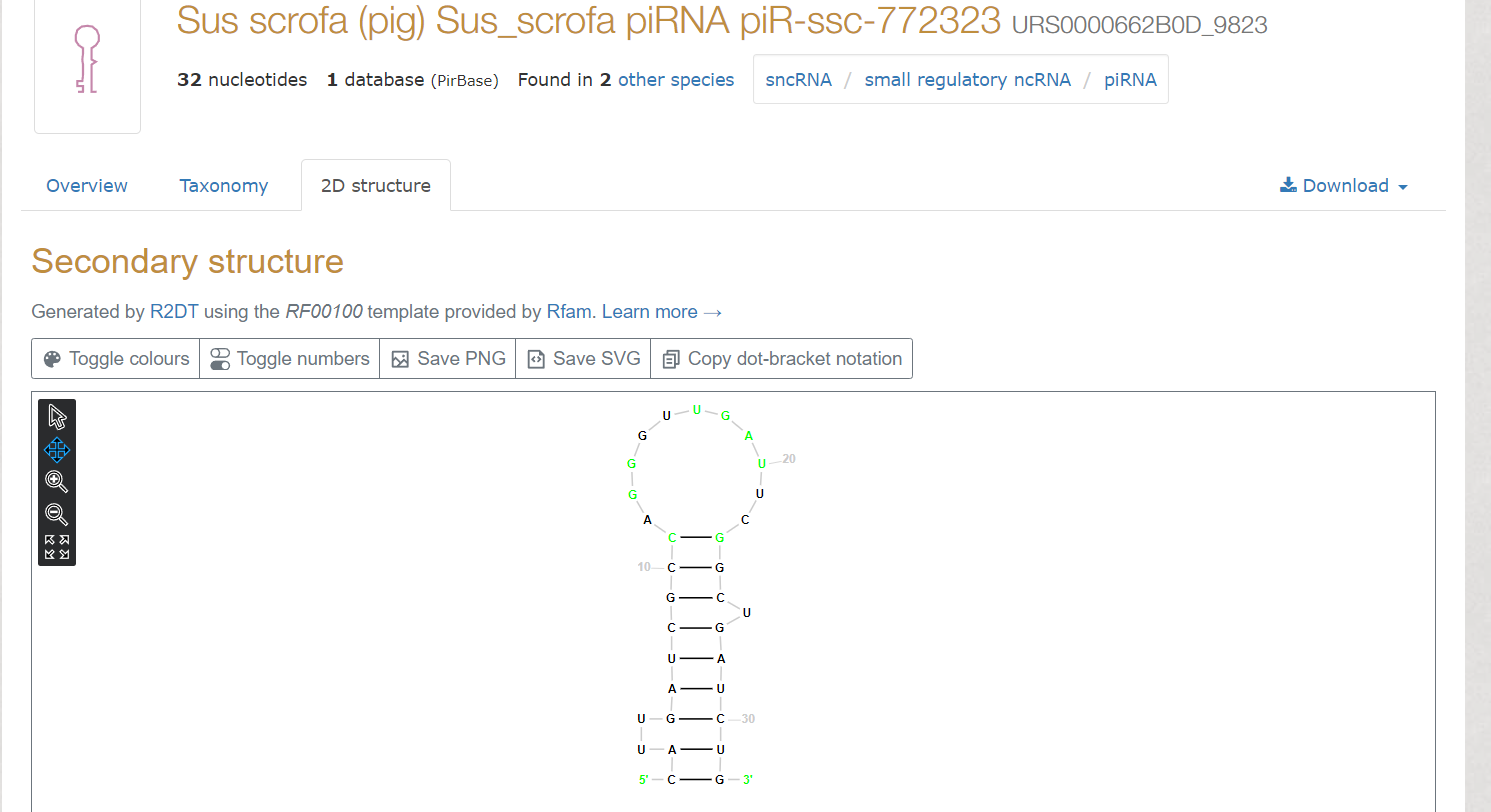 Sus scrofa (pig) Sus_scrofa piRNA piR-ssc-772323 URS0000662B0D_9823
32 nucleotides 1 database (PirBase) Found in 2 other species sncRNA / small regulatory ncRNA / piRNA
Overview Taxonomy 2D structure Download
Secondary structure
Generated by R2DT using the RF00100 template provided by Rfam. Learn more →
Toggle colours Toggle numbers Save PNG Save SVG Copy dot-bracket notation
U U G
G A
G U 20
G U
A C
C G
10 C G
G C
U
C G
U A
A U
U G C 30
U A U
5' C G 3'